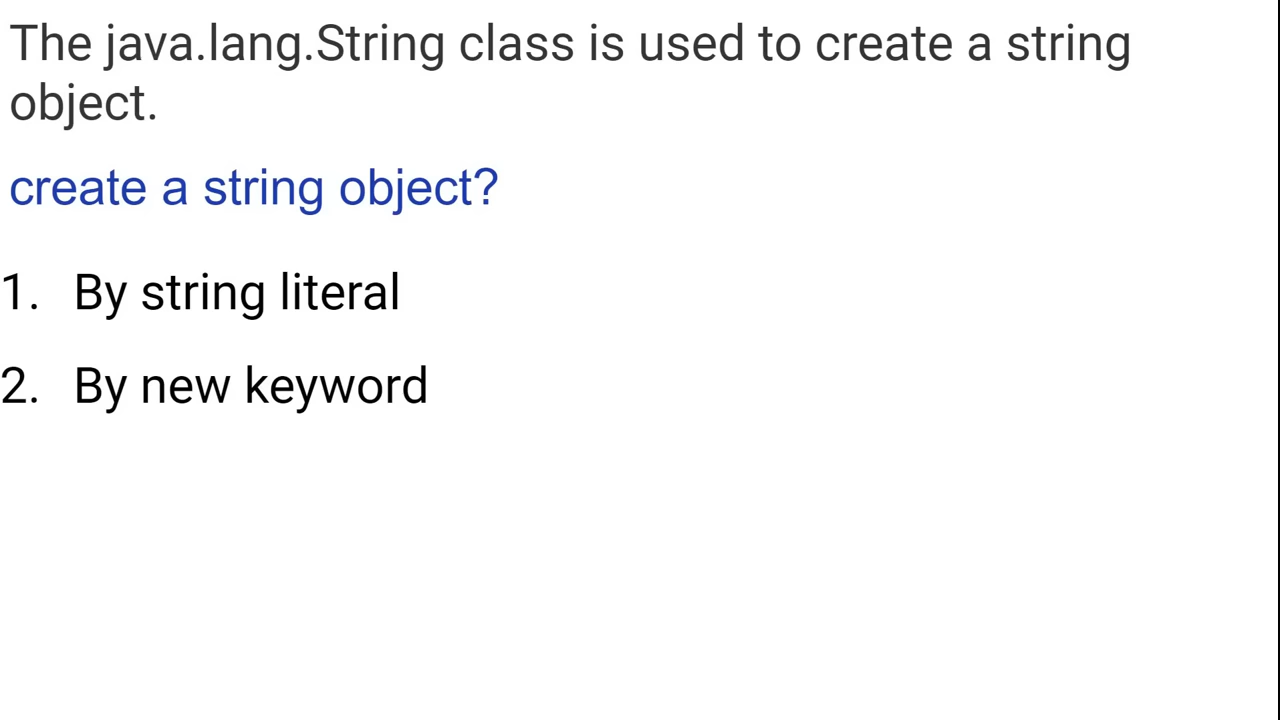 The java.lang.String class is used to create a string
object.
create a string object?
1. By string literal
2. By new keyword